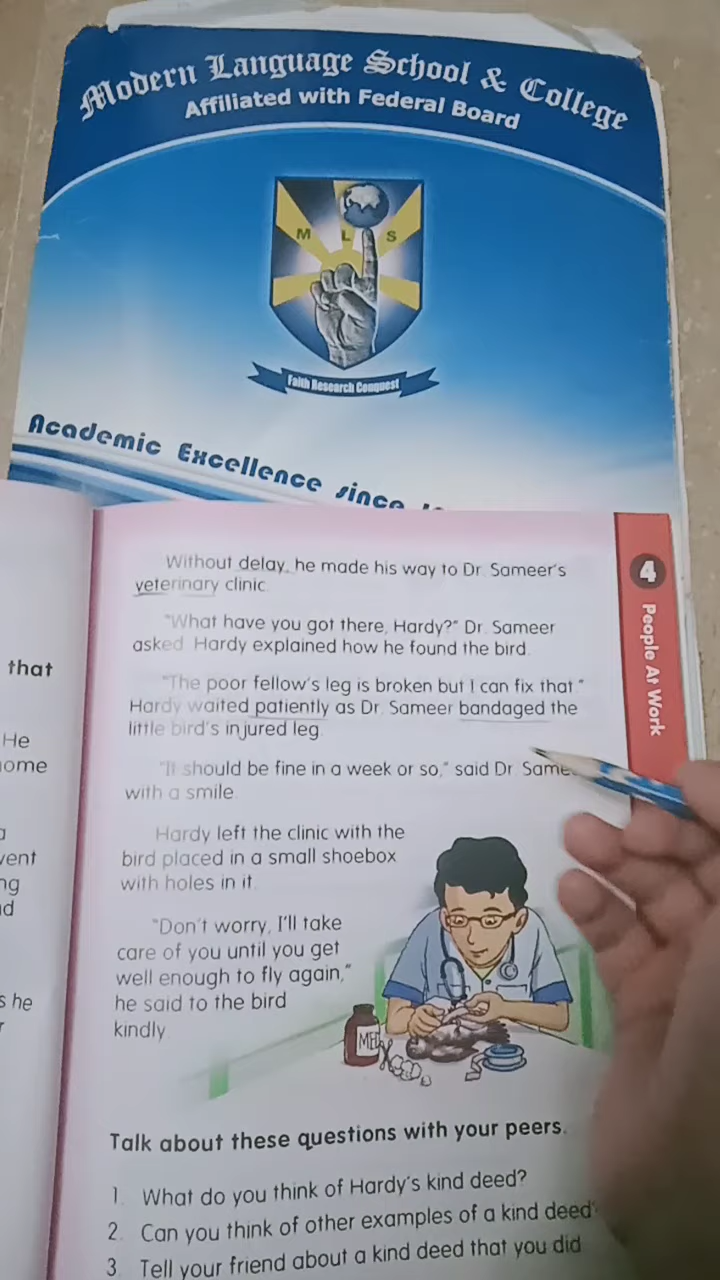 Modern Language School & College
Affiliated with Federal Board
M L S
Faith Research Conquest
Academic Excellence since
that
He
ome
vent
ng
d
s he
r
Without delay, he made his way to Dr. Sameer's
veterinary clinic.
"What have you got there, Hardy?" Dr. Sameer
asked. Hardy explained how he found the bird.
"The poor fellow's leg is broken but I can fix that."
Hardy waited patiently as Dr. Sameer bandaged the
little bird's injured leg.
"It should be fine in a week or so," said Dr. Same
with a smile.
Hardy left the clinic with the
bird placed in a small shoebox
with holes in it.
"Don't worry, I'll take
care of you until you get
well enough to fly again,"
he said to the bird
kindly.
MED
Talk about these questions with your peers.
1. What do you think of Hardy's kind deed?
2. Can you think of other examples of a kind deed
3. Tell your friend about a kind deed that you did
4
People At Work